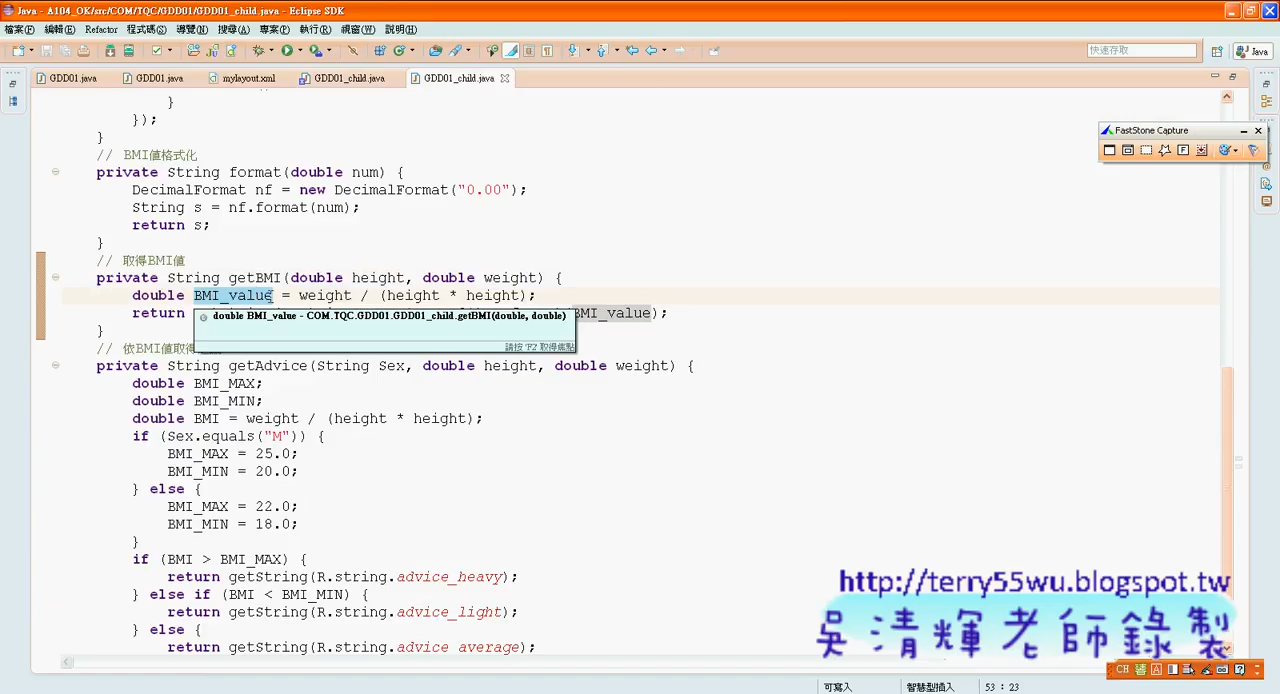 Java - A104_OK/src/COM/TQC/GDD01/GDD01_child.java - Eclipse SDK
檔案(F) 編輯(E) Refactor 程式碼(S) 導覽(N) 搜尋(A) 專案(P) 執行(R) 視窗(W) 說明(H)
快速存取
Java
GDD01.java GDD01.java mylayout.xml GDD01_child.java GDD01_child.java
}
});
}
// BMI值格式化
private String format(double num) {
DecimalFormat nf = new DecimalFormat("0.00");
String s = nf.format(num);
return s;
}
// 取得BMI值
private String getBMI(double height, double weight) {
double BMI_value = weight / (height * height);
return BMI_value);
double BMI_value - COM.TQC.GDD01.GDD01_child.getBMI(double, double)
請按 'F2' 取得焦點
}
// 依BMI值取得
private String getAdvice(String Sex, double height, double weight) {
double BMI_MAX;
double BMI_MIN;
double BMI = weight / (height * height);
if (Sex.equals("M")) {
BMI_MAX = 25.0;
BMI_MIN = 20.0;
} else {
BMI_MAX = 22.0;
BMI_MIN = 18.0;
}
if (BMI > BMI_MAX) {
return getString(R.string.advice_heavy);
} else if (BMI < BMI_MIN) {
return getString(R.string.advice_light);
} else {
return getString(R.string.advice_average);
FastStone Capture
http://terry55wu.blogspot.tw
吳清輝老師錄製
CH
可寫入 智慧型插入 53 : 23